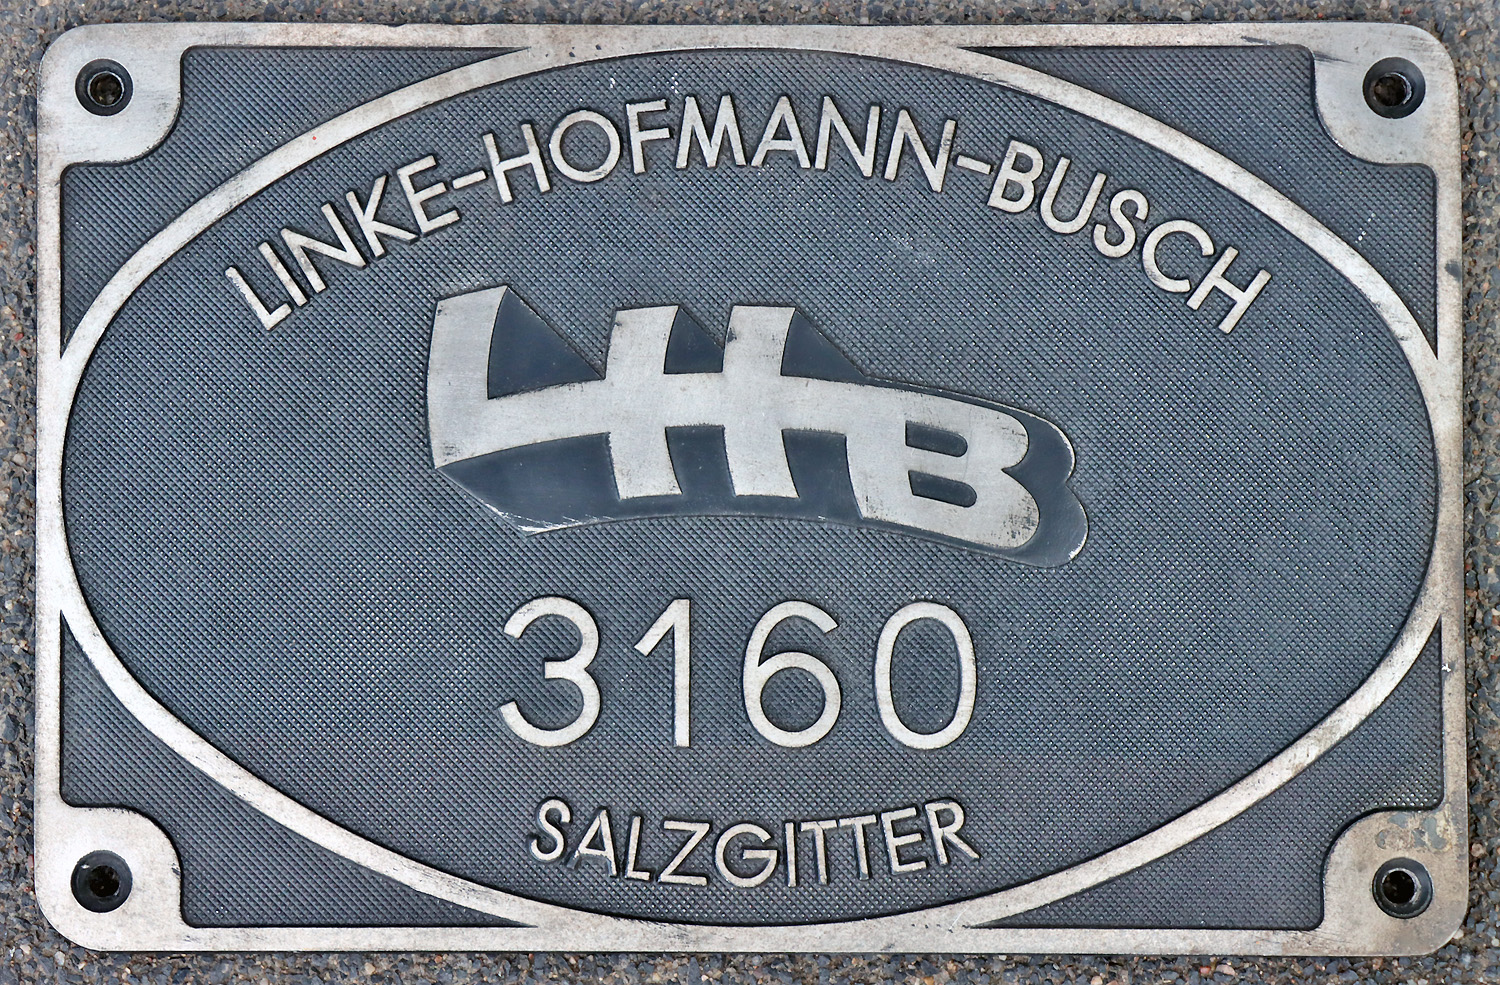 LINKE-HOFMANN-BUSCH
LHB
3160
SALZGITTER